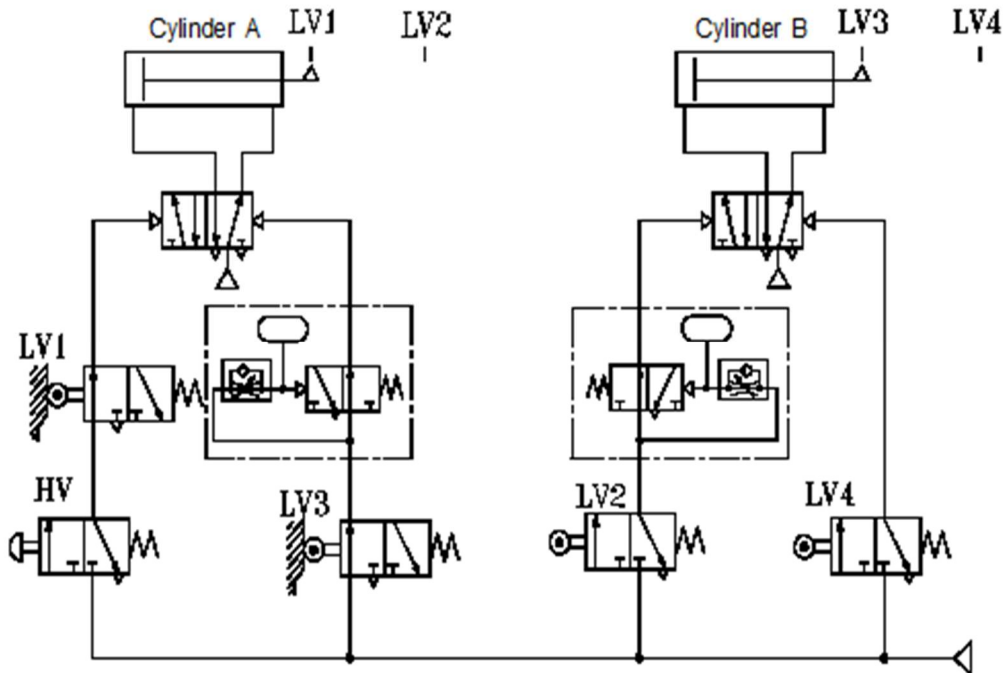 Cylinder A LV1 LV2 Cylinder B LV3 LV4
LV1
HV
LV3
LV2
LV4